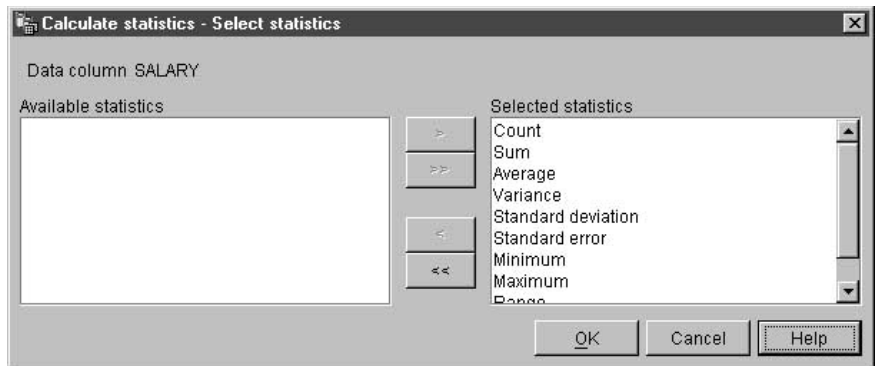 Calculate statistics - Select statistics
Data column SALARY
Available statistics
>
>>
<
<<
Selected statistics
Count
Sum
Average
Variance
Standard deviation
Standard error
Minimum
Maximum
Range
OK
Cancel
Help